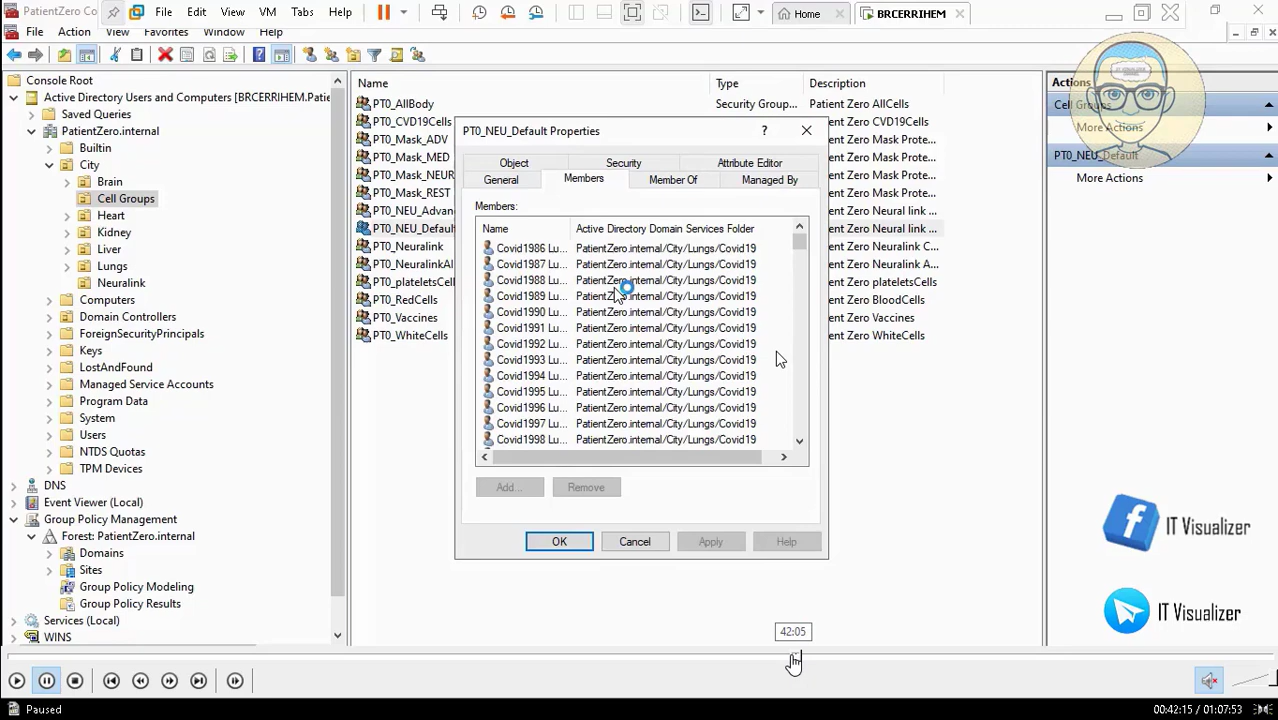 PatientZero Co
File Edit View VM Tabs Help
Home
BRCERRIHEM
File Action View Favorites Window Help
Console Root
Active Directory Users and Computers [BRCERRIHEM.Patie
Saved Queries
PatientZero.internal
Builtin
City
Brain
Cell Groups
Heart
Kidney
Liver
Lungs
Neuralink
Computers
Domain Controllers
ForeignSecurityPrincipals
Keys
LostAndFound
Managed Service Accounts
Program Data
System
Users
NTDS Quotas
TPM Devices
DNS
Event Viewer (Local)
Group Policy Management
Forest: PatientZero.internal
Domains
Sites
Group Policy Modeling
Group Policy Results
Services (Local)
WINS
Name Type Description
PT0_AllBody Security Group... Patient Zero AllCells
PT0_CVD19Cells
PT0_Mask_ADV ent Zero Mask Prote...
PT0_Mask_MED ent Zero Mask Prote...
PT0_Mask_NEUR ent Zero Mask Prote...
PT0_Mask_REST ent Zero Mask Prote...
PT0_NEU_Advan ent Zero Neural link ...
PT0_NEU_Defaul ent Zero Neural link ...
PT0_Neuralink ent Zero Neuralink C...
PT0_NeuralinkAl ent Zero Neuralink A...
PT0_plateletsCel ent Zero plateletsCells
PT0_RedCells ent Zero BloodCells
PT0_Vaccines ent Zero Vaccines
PT0_WhiteCells ent Zero WhiteCells
PT0_NEU_Default Properties ?
Object Security Attribute Editor
General Members Member Of Managed By
Members:
Name Active Directory Domain Services Folder
Covid1986 Lu... PatientZero.internal/City/Lungs/Covid19
Covid1987 Lu... PatientZero.internal/City/Lungs/Covid19
Covid1988 Lu... PatientZero.internal/City/Lungs/Covid19
Covid1989 Lu... PatientZero.internal/City/Lungs/Covid19
Covid1990 Lu... PatientZero.internal/City/Lungs/Covid19
Covid1991 Lu... PatientZero.internal/City/Lungs/Covid19
Covid1992 Lu... PatientZero.internal/City/Lungs/Covid19
Covid1993 Lu... PatientZero.internal/City/Lungs/Covid19
Covid1994 Lu... PatientZero.internal/City/Lungs/Covid19
Covid1995 Lu... PatientZero.internal/City/Lungs/Covid19
Covid1996 Lu... PatientZero.internal/City/Lungs/Covid19
Covid1997 Lu... PatientZero.internal/City/Lungs/Covid19
Covid1998 Lu... PatientZero.internal/City/Lungs/Covid19
Add... Remove
OK Cancel Apply Help
Actions
Cell Groups
More Actions
PT0_NEU_Default
More Actions
IT VISUALIZER
CHANNEL
IT Visualizer
IT Visualizer
42:05
Paused 00:42:15 / 01:07:53